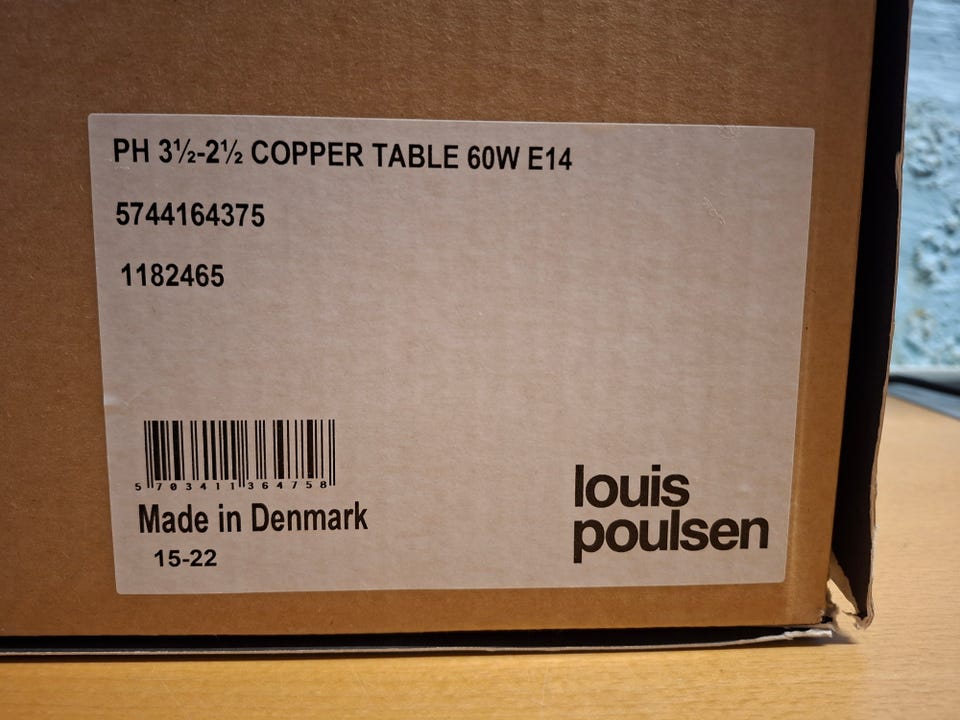 PH 3½-2½ COPPER TABLE 60W E14
5744164375
1182465
5 703411 364758
Made in Denmark
15-22
louis
poulsen